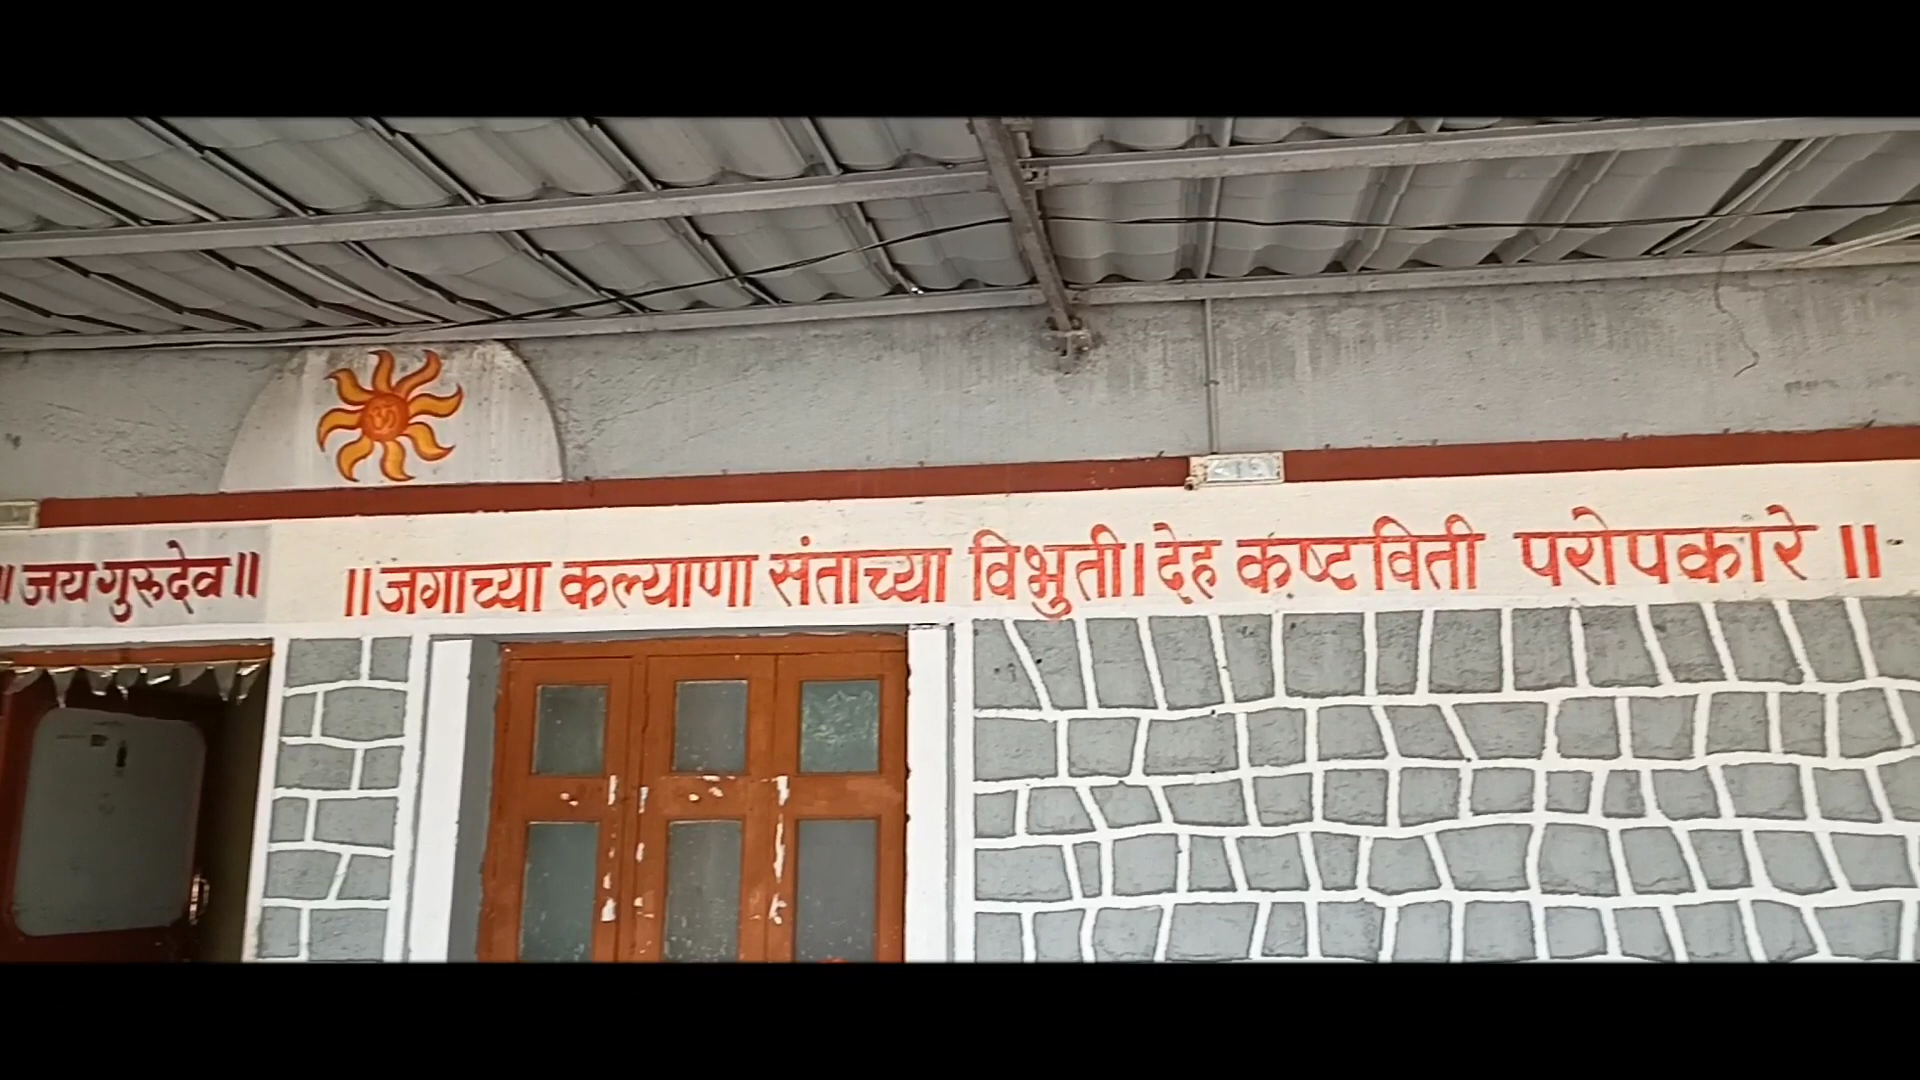 ॥ जय गुरुदेव ॥
॥ जगाच्या कल्याणा संताच्या विभुती । देह कष्टविती परोपकारे ॥
ॐ